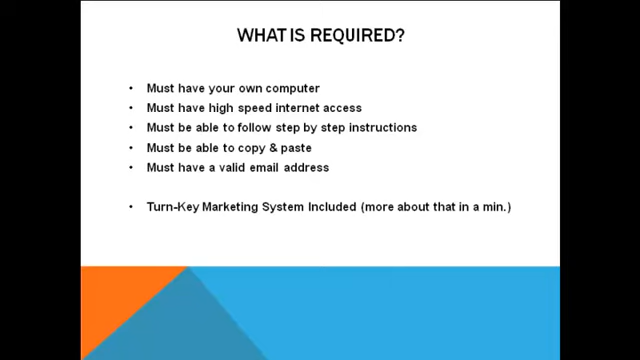 WHAT IS REQUIRED?
• Must have your own computer
• Must have high speed internet access
• Must be able to follow step by step instructions
• Must be able to copy & paste
• Must have a valid email address
• Turn-Key Marketing System Included (more about that in a min.)